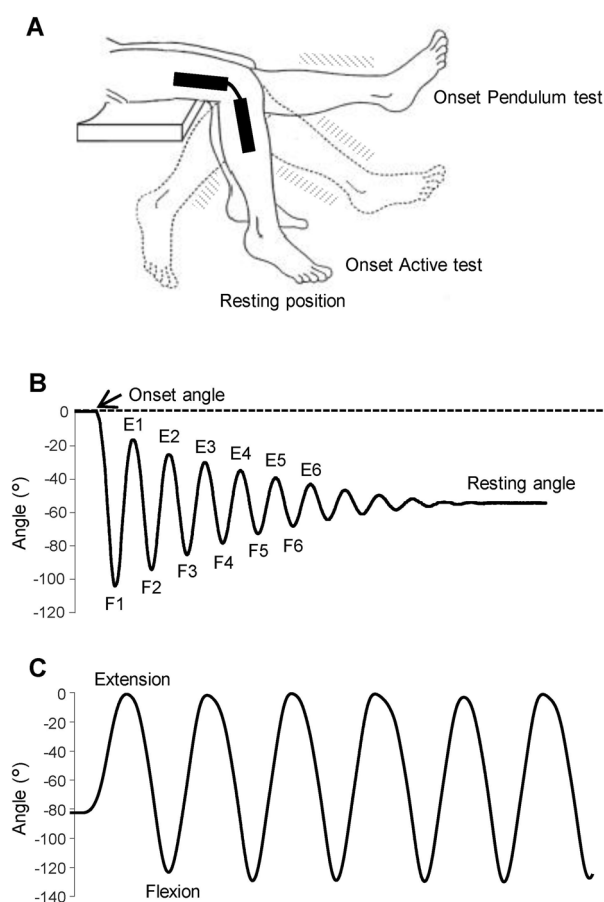 A
Onset Pendulum test
Onset Active test
Resting position
B
Onset angle
0
E1
E2
E3
E4
E5
E6
-20
-40
-60
-80
-100
-120
Angle (°)
Resting angle
F1
F2
F3
F4
F5
F6
C
Extension
0
-20
-40
-60
-80
-100
-120
-140
Angle (°)
Flexion